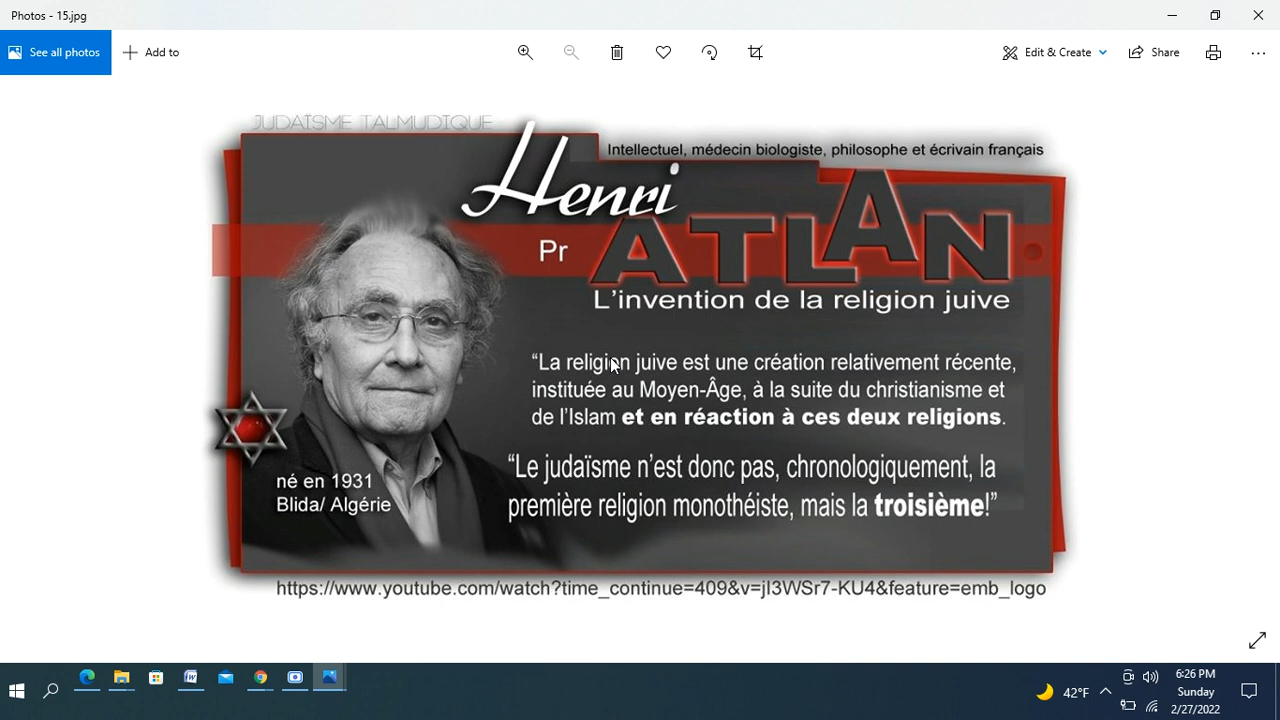 Photos - 15.jpg
See all photos
Add to
Edit & Create
Share
JUDAÏSME TALMUDIQUE
Intellectuel, médecin biologiste, philosophe et écrivain français
Henri
Pr ATLAN
L'invention de la religion juive
“La religion juive est une création relativement récente,
instituée au Moyen-Âge, à la suite du christianisme et
de l'Islam et en réaction à ces deux religions.
“Le judaïsme n'est donc pas, chronologiquement, la
première religion monothéiste, mais la troisième!”
né en 1931
Blida/ Algérie
https://www.youtube.com/watch?time_continue=409&v=jI3WSr7-KU4&feature=emb_logo
42°F
6:26 PM
Sunday
2/27/2022